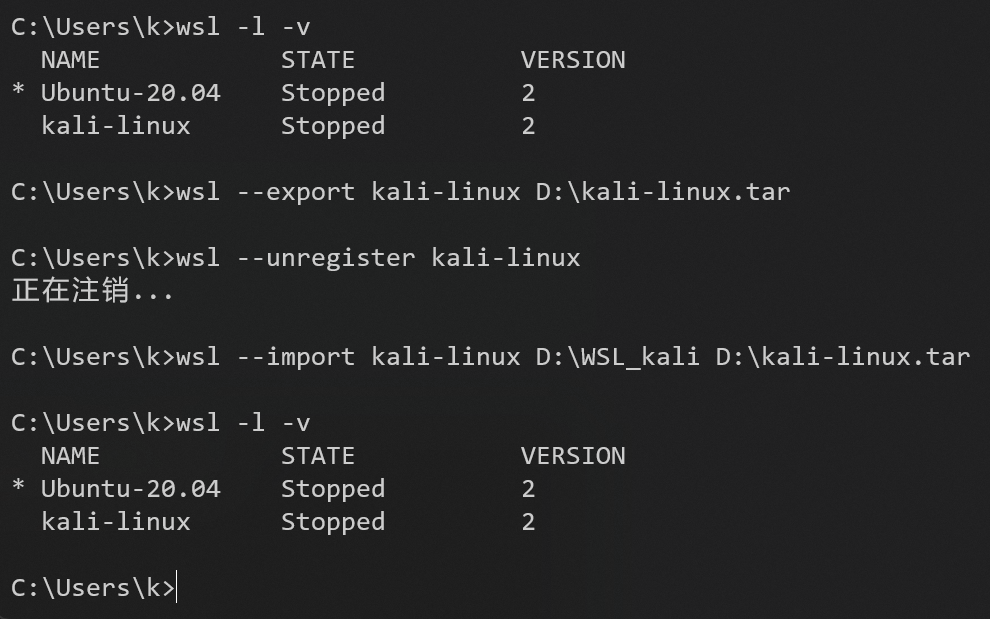 C:\Users\k>wsl -l -v
  NAME            STATE           VERSION
* Ubuntu-20.04    Stopped         2
  kali-linux      Stopped         2
C:\Users\k>wsl --export kali-linux D:\kali-linux.tar
C:\Users\k>wsl --unregister kali-linux
正在注销...
C:\Users\k>wsl --import kali-linux D:\WSL_kali D:\kali-linux.tar
C:\Users\k>wsl -l -v
  NAME            STATE           VERSION
* Ubuntu-20.04    Stopped         2
  kali-linux      Stopped         2
C:\Users\k>